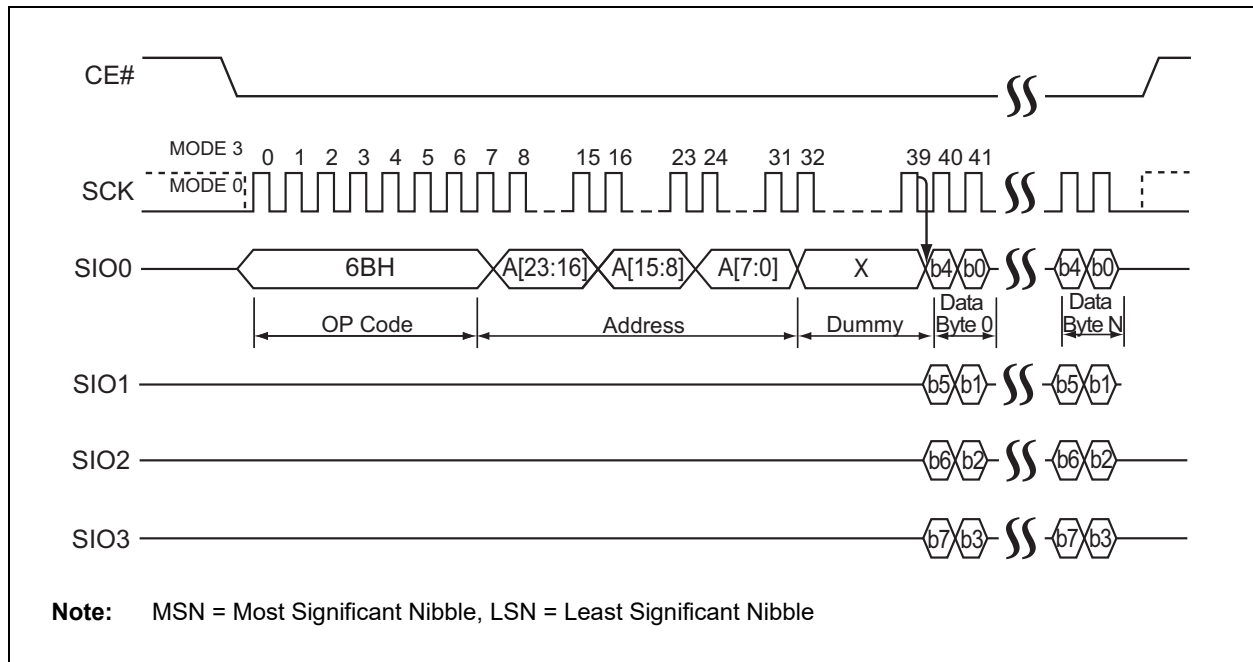 CE#
MODE 3
0 1 2 3 4 5 6 7 8 15 16 23 24 31 32 39 40 41
SCK
MODE 0
SIO0
6BH
A[23:16]
A[15:8]
A[7:0]
X
b4
b0
b4
b0
OP Code
Address
Dummy
Data
Byte 0
Data
Byte N
SIO1
b5
b1
b5
b1
SIO2
b6
b2
b6
b2
SIO3
b7
b3
b7
b3
Note: MSN = Most Significant Nibble, LSN = Least Significant Nibble